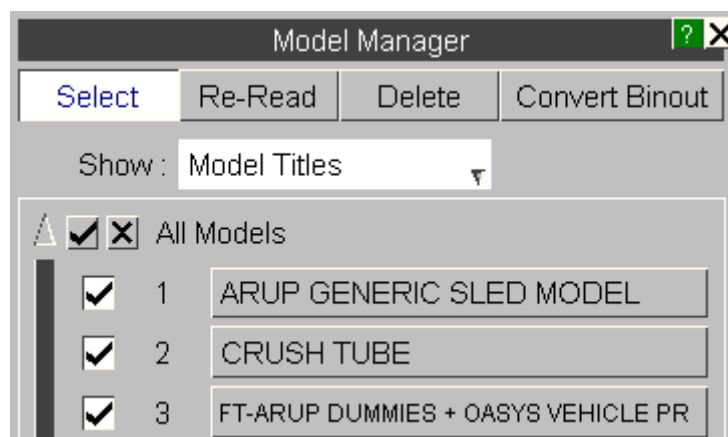 Model Manager ? X
Select Re-Read Delete Convert Binout
Show : Model Titles
All Models
1 ARUP GENERIC SLED MODEL
2 CRUSH TUBE
3 FT-ARUP DUMMIES + OASYS VEHICLE PR